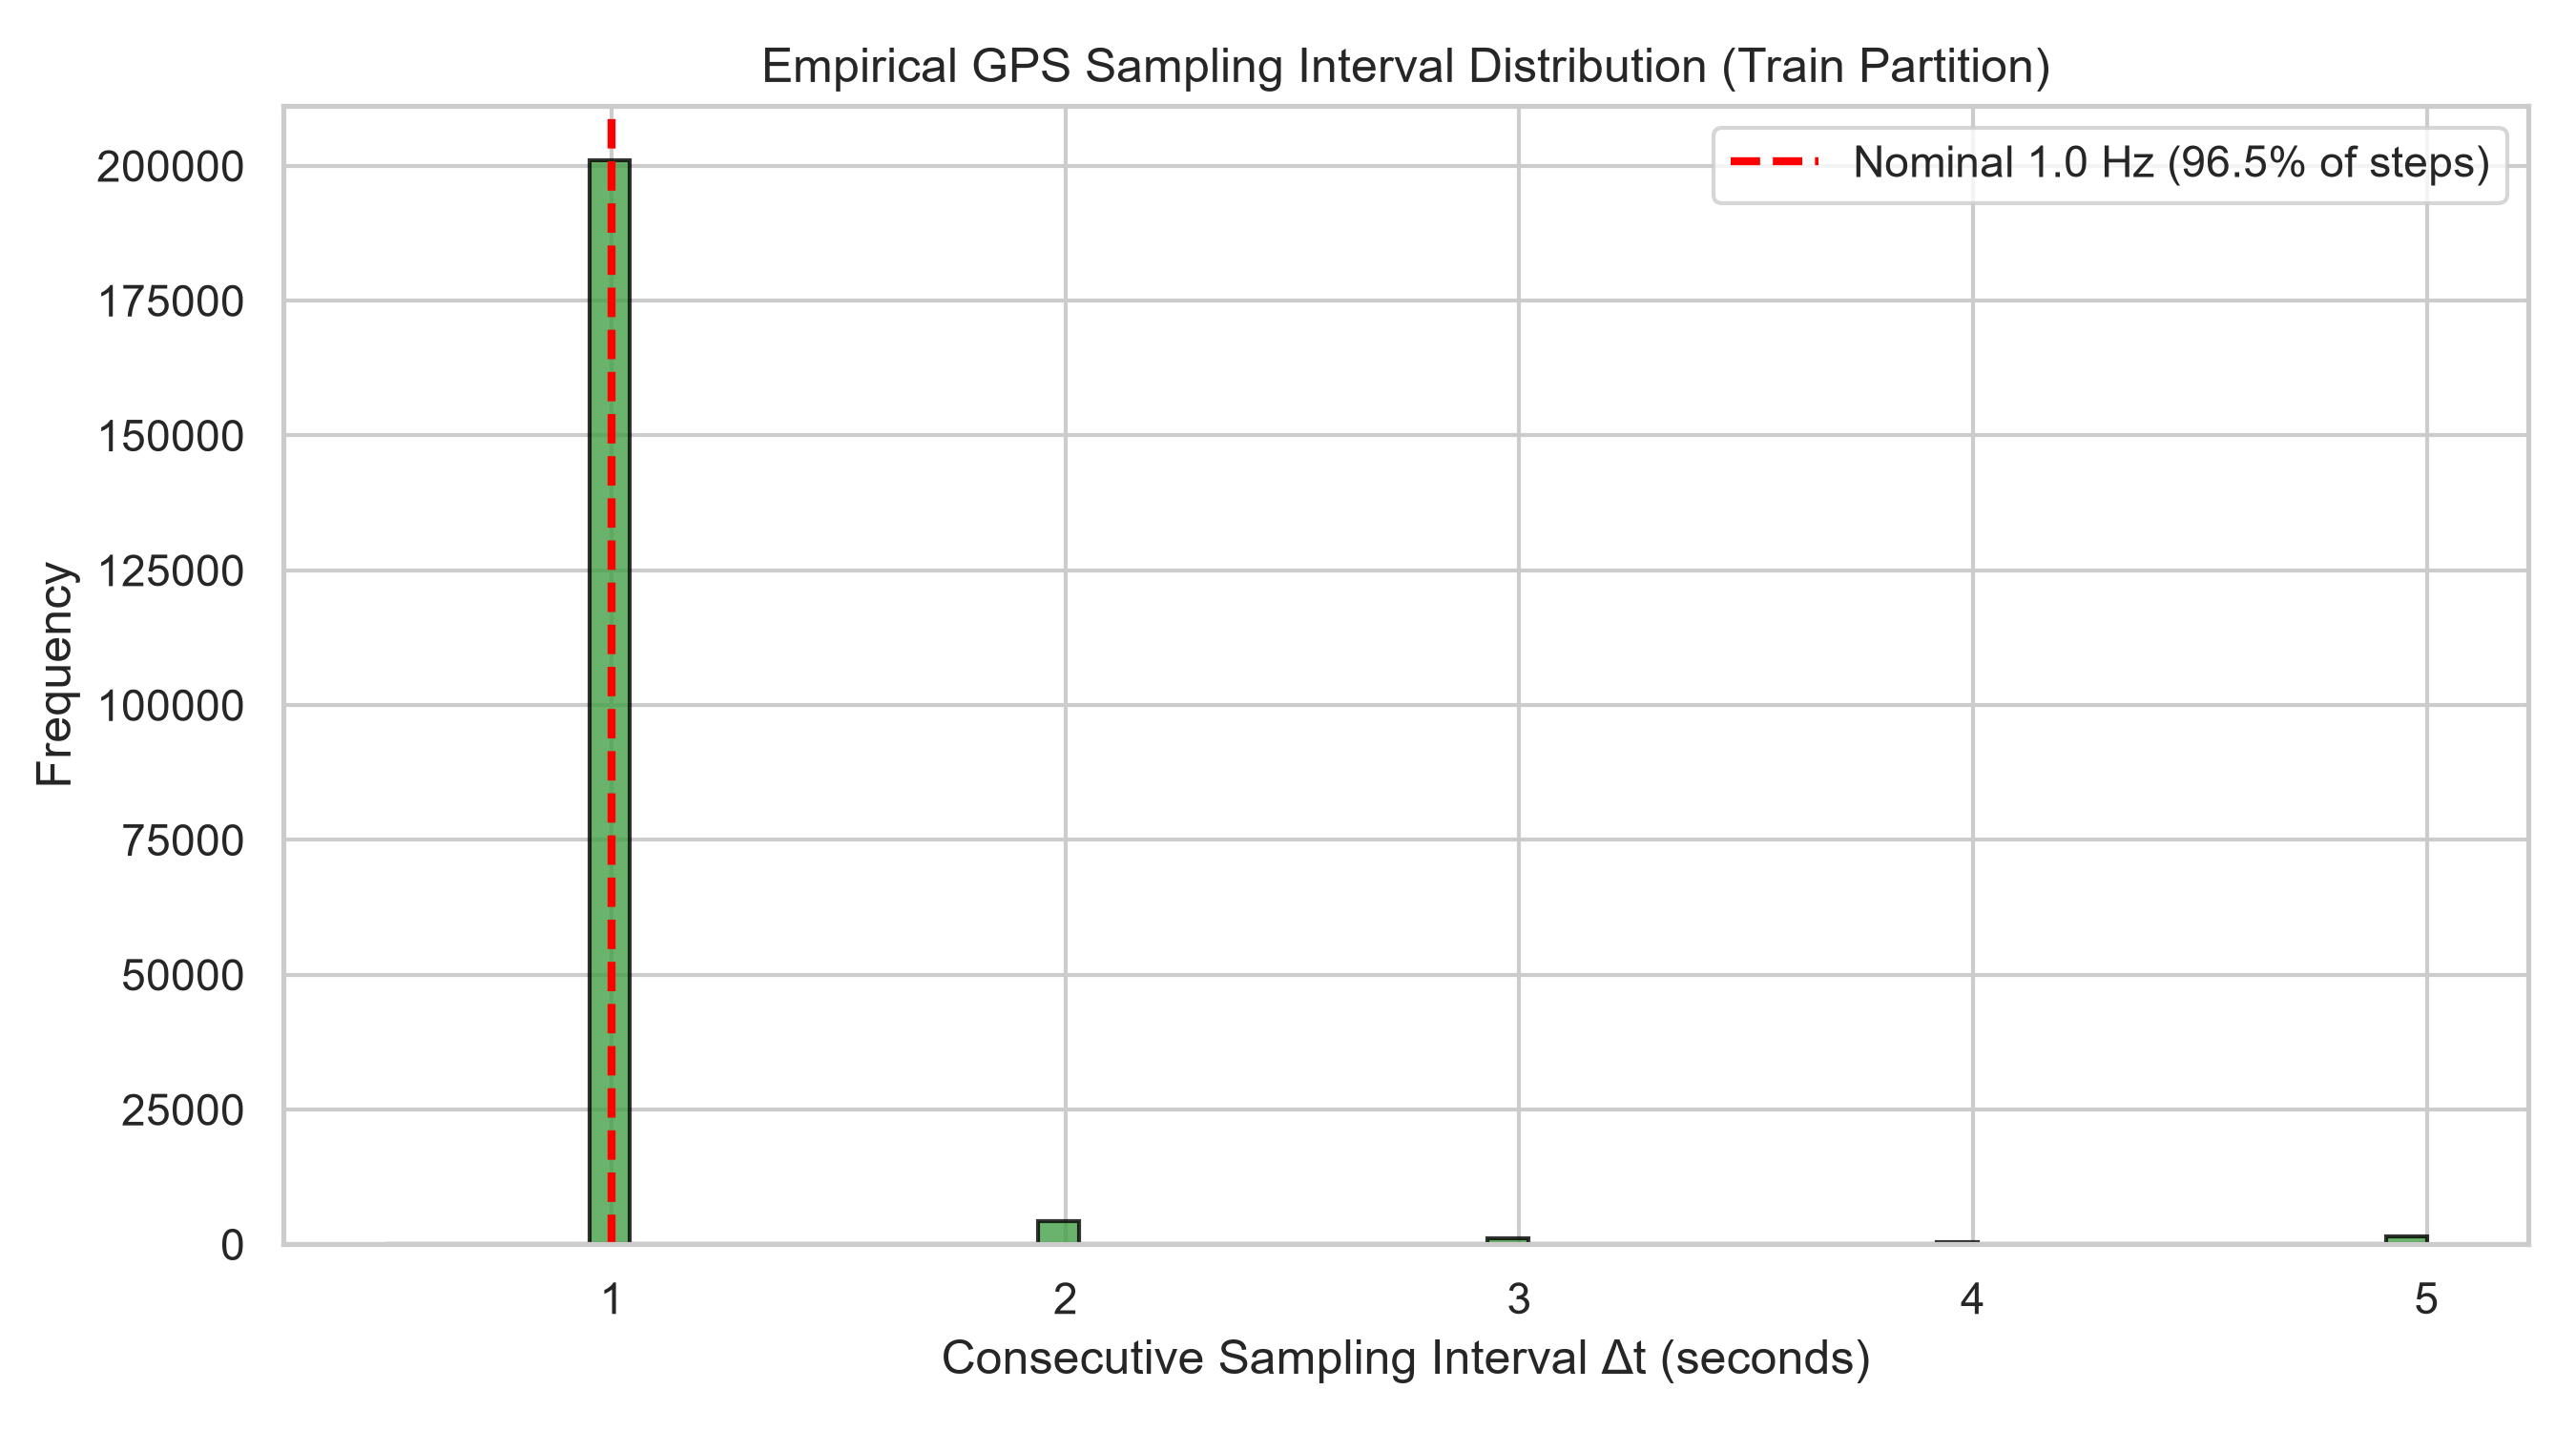 Empirical GPS Sampling Interval Distribution (Train Partition)
Nominal 1.0 Hz (96.5% of steps)
Frequency
200000
175000
150000
125000
100000
75000
50000
25000
0
1 2 3 4 5
Consecutive Sampling Interval Δt (seconds)